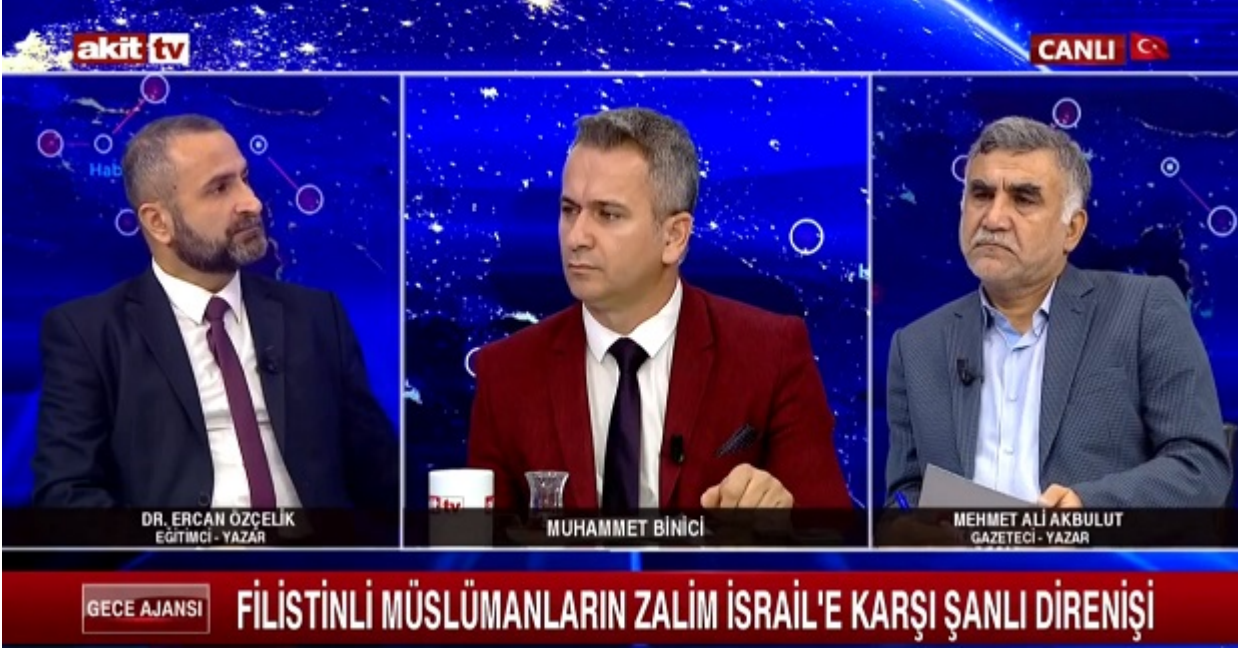 akit tv
CANLI
Hab
DR. ERCAN ÖZÇELİK
EĞİTİMCİ - YAZAR
MUHAMMET BİNİCİ
MEHMET ALİ AKBULUT
GAZETECİ - YAZAR
GECE AJANSI
FİLİSTİNLİ MÜSLÜMANLARIN ZALİM İSRAİL'E KARŞI ŞANLI DİRENİŞİ